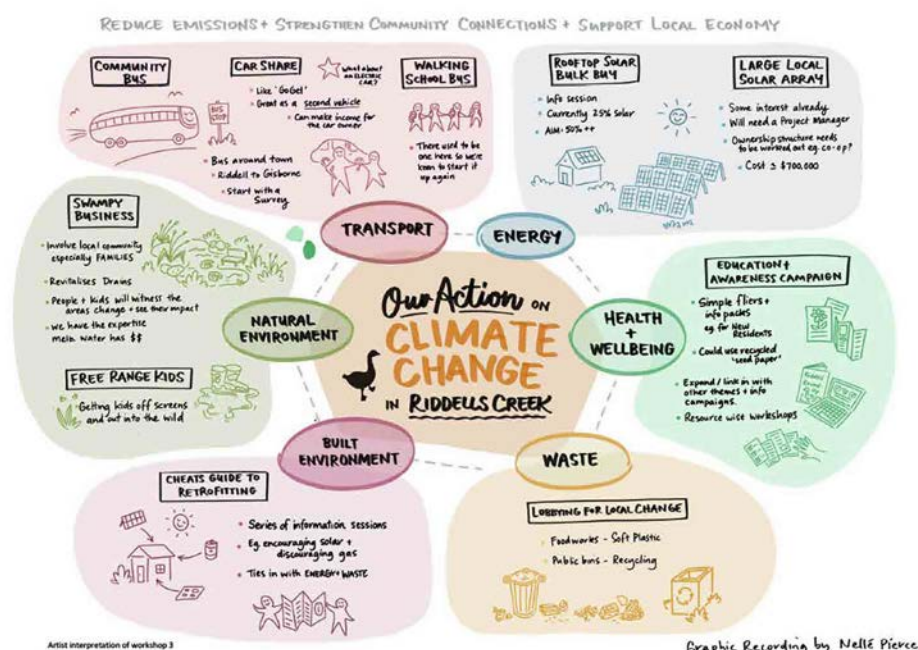 REDUCE EMISSIONS + STRENGTHEN COMMUNITY CONNECTIONS + SUPPORT LOCAL ECONOMY
COMMUNITY
BUS
BUS
STOP
• Bus around town
• Riddell to Gisborne
• Start with a
Survey
CAR SHARE
• Like 'GoGet'
• Great as a second vehicle
• Can make income for
the car owner
What about
an ELECTRIC
CAR?
WALKING
SCHOOL BUS
• There used to be
one here so we're
keen to start it
up again
ROOFTOP SOLAR
BULK BUY
• Info session
• Currently 25% solar
• AIM: 50% ++
LARGE LOCAL
SOLAR ARRAY
• Some interest already
• Will need a Project Manager
• Ownership structure needs
to be worked out eg. co-op?
• Cost ≥ $700,000
TRANSPORT
ENERGY
SWAMPY
BUSINESS
• Involve local community
especially FAMILIES
• Revitalises Drains
• People + kids will witness the
areas change + see their impact
• We have the expertise
melb water has $$
FREE RANGE KIDS
• Getting kids off screens
and out into the wild
NATURAL
ENVIRONMENT
Our Action ON
CLIMATE
CHANGE
IN RIDDELLS CREEK
HEALTH
+
WELLBEING
EDUCATION +
AWARENESS CAMPAIGN
• Simple fliers +
info packs
eg. for New
Residents
• Could use recycled
'seed paper'
• Expand / link in with
other themes + info
campaigns.
• Resource wise workshops
BUILT
ENVIRONMENT
WASTE
CHEATS GUIDE TO
RETROFITTING
• Series of information sessions
• Eg. encouraging solar +
discouraging gas
• Ties in with ENERGY + WASTE
LOBBYING FOR LOCAL CHANGE
• Foodworks - Soft Plastic
• Public bins - Recycling
Artist interpretation of workshop 3
Graphic Recording by Nellé Pierce